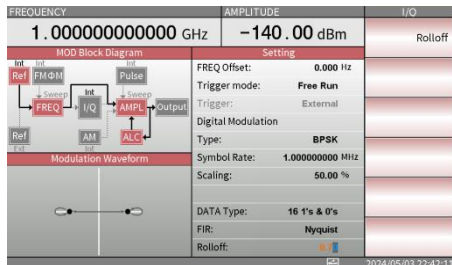 FREQUENCY AMPLITUDE I/Q
1.000000000000 GHz -140.00 dBm Rolloff
MOD Block Diagram Setting
Int Int Int
Ref FMΦM Pulse
Sweep Int Sweep
FREQ I/Q AMPL Output
Ref AM ALC
Ext Int
Modulation Waveform
FREQ Offset: 0.000 Hz
Trigger mode: Free Run
Trigger: External
Digital Modulation
Type: BPSK
Symbol Rate: 1.000000000 MHz
Scaling: 50.00 %
DATA Type: 16 1's & 0's
FIR: Nyquist
Rolloff:
2024/05/03 22:42:11